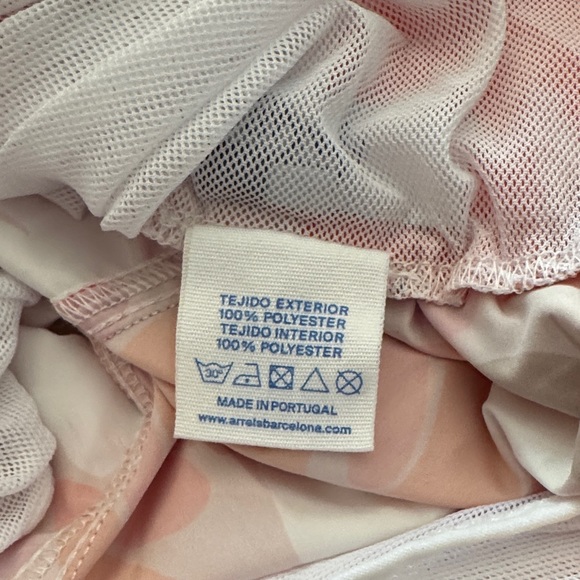 TEJIDO EXTERIOR
100% POLYESTER
TEJIDO INTERIOR
100% POLYESTER
30°
MADE IN PORTUGAL
www.arrelsbarcelona.com